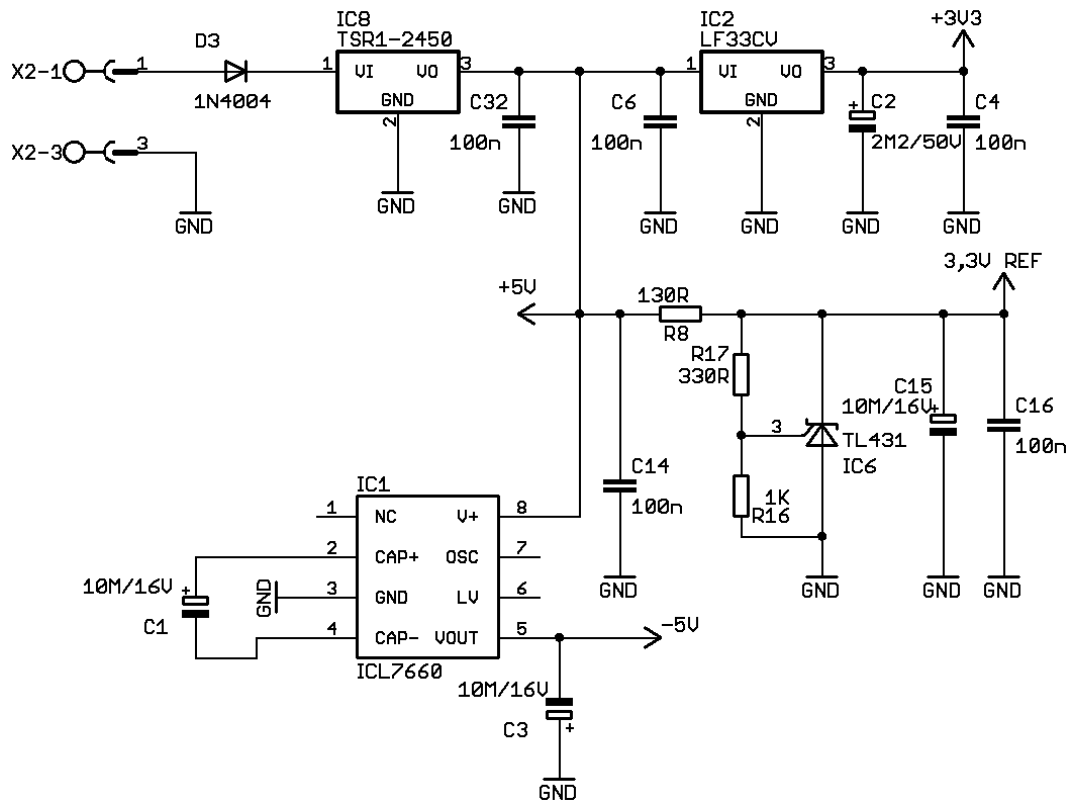 IC8
TSR1-2450
IC2
LF33CV
+3V3
D3
X2-1
1
1N4004
1
VI
VO
3
GND
2
C32
100n
C6
100n
1
VI
VO
3
GND
2
+
C2
2M2/50V
C4
100n
X2-3
3
GND
GND
GND
GND
GND
GND
GND
3,3V REF
+5V
130R
R8
R17
330R
3
TL431
IC6
C15
10M/16V
+
C16
100n
C14
100n
1K
R16
GND
GND
GND
GND
IC1
1
NC
V+
8
2
CAP+
OSC
7
3
GND
LV
6
4
CAP-
VOUT
5
ICL7660
10M/16V
+
C1
GND
-5V
10M/16V
C3
+
GND